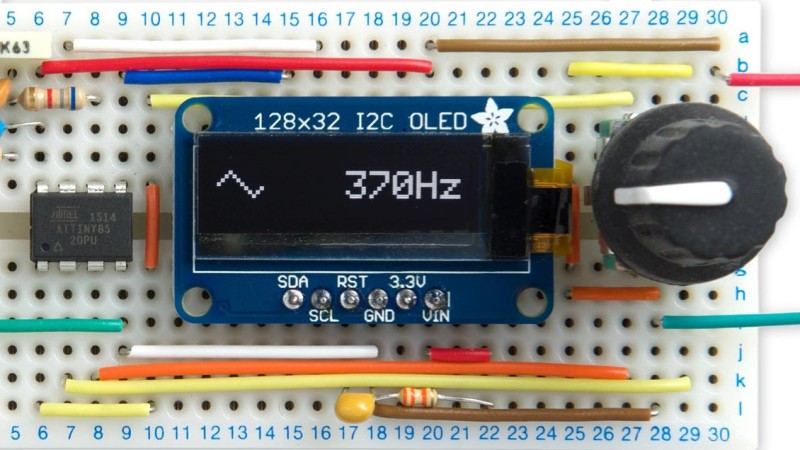 5 6 7 8 9 10 11 12 13 14 15 16 17 18 19 20 21 22 23 24 25 26 27 28 29 30
a
K63
b
c
128x32 I2C OLED
370Hz
ATMEL 1514
ATTINY85
20PU
g
SDA RST 3.3V
h
SCL GND VIN
j
k
l
5 6 7 8 9 10 11 12 13 14 15 16 17 18 19 20 21 22 23 24 25 26 27 28 29 30